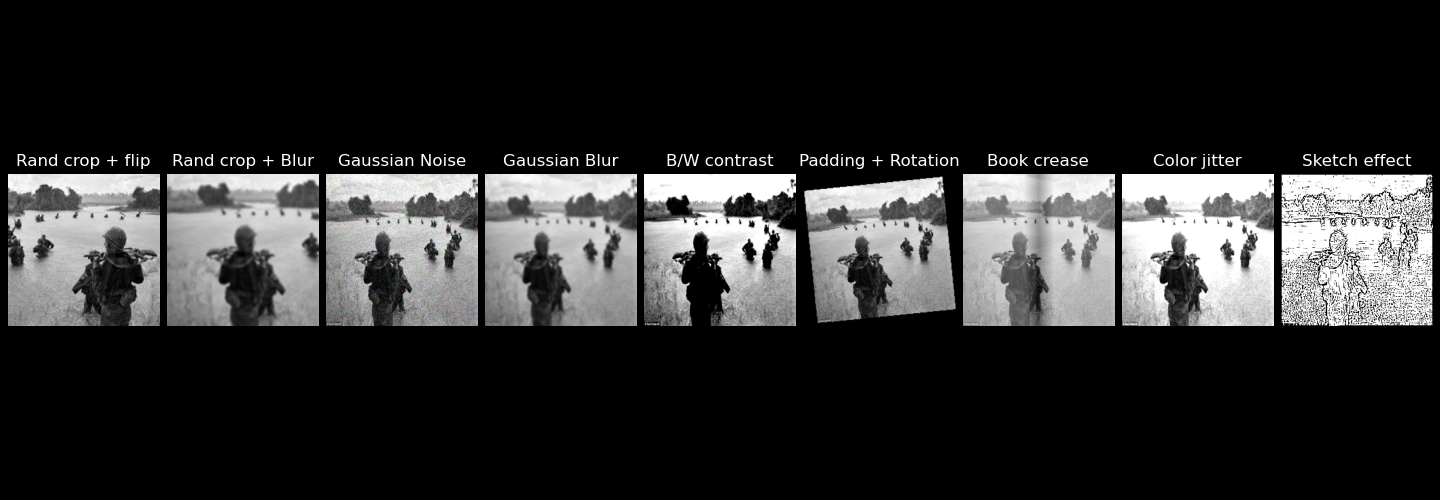 Rand crop + flip
Rand crop + Blur
Gaussian Noise
Gaussian Blur
B/W contrast
Padding + Rotation
Book crease
Color jitter
Sketch effect